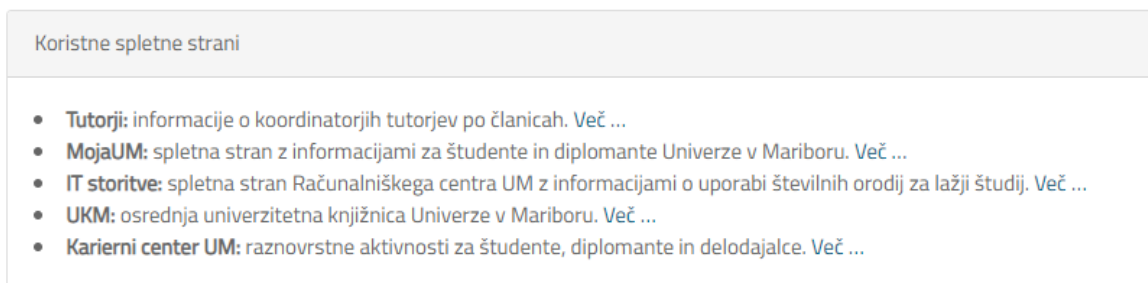 Koristne spletne strani
• Tutorji: informacije o koordinatorjih tutorjev po članicah. Več ...
• MojaUM: spletna stran z informacijami za študente in diplomante Univerze v Mariboru. Več ...
• IT storitve: spletna stran Računalniškega centra UM z informacijami o uporabi številnih orodij za lažji študij. Več ...
• UKM: osrednja univerzitetna knjižnica Univerze v Mariboru. Več ...
• Karierni center UM: raznovrstne aktivnosti za študente, diplomante in delodajalce. Več ...